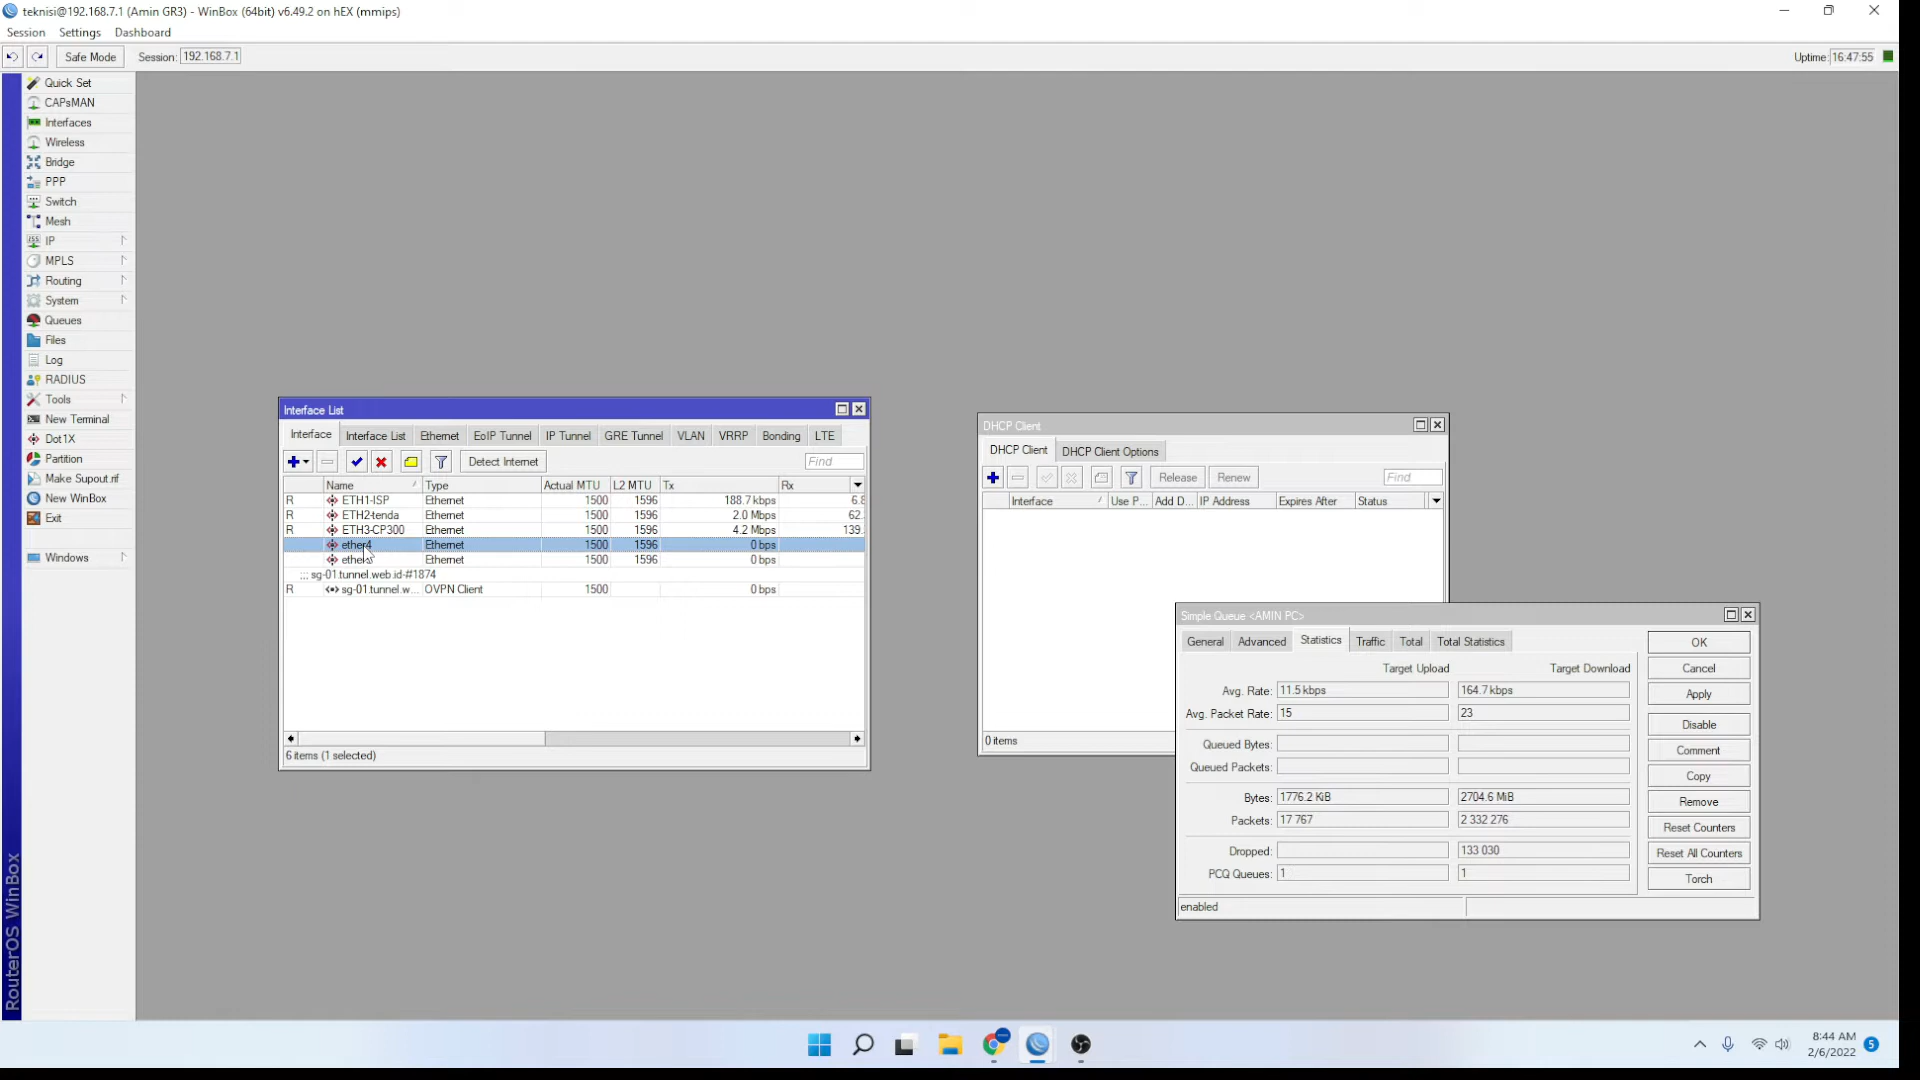 teknisi@192.168.7.1 (Amin GR3) - WinBox (64bit) v6.49.2 on hEX (mmips)
Session Settings Dashboard
Safe Mode Session: 192.168.7.1 Uptime: 16:47:55
Quick Set
CAPsMAN
Interfaces
Wireless
Bridge
PPP
Switch
Mesh
IP
MPLS
Routing
System
Queues
Files
Log
RADIUS
Tools
New Terminal
Dot1X
Partition
Make Supout.rif
New WinBox
Exit
Windows
RouterOS WinBox
Interface List
Interface Interface List Ethernet EoIP Tunnel IP Tunnel GRE Tunnel VLAN VRRP Bonding LTE
Detect Internet Find
Name Type Actual MTU L2 MTU Tx Rx
R ETH1-ISP Ethernet 1500 1596 188.7 kbps 6.8
R ETH2-tenda Ethernet 1500 1596 2.0 Mbps 62.
R ETH3-CP300 Ethernet 1500 1596 4.2 Mbps 139.
ether4 Ethernet 1500 1596 0 bps
Ethernet 1500 1596 0 bps
::: sg-01.tunnel.web.id-#1874
R sg-01.tunnel.w... OVPN Client 1500 0 bps
6 items (1 selected)
DHCP Client
DHCP Client DHCP Client Options
Release Renew Find
Interface Use P... Add D... IP Address Expires After Status
0 items
Simple Queue <AMIN PC>
General Advanced Statistics Traffic Total Total Statistics
Target Upload Target Download
Avg. Rate: 11.5 kbps 164.7 kbps
Avg. Packet Rate: 15 23
Queued Bytes:
Queued Packets:
Bytes: 1776.2 KiB 2704.6 MiB
Packets: 17 767 2 332 276
Dropped: 133 030
PCQ Queues: 1 1
enabled
OK
Cancel
Apply
Disable
Comment
Copy
Remove
Reset Counters
Reset All Counters
Torch
8:44 AM
2/6/2022 5